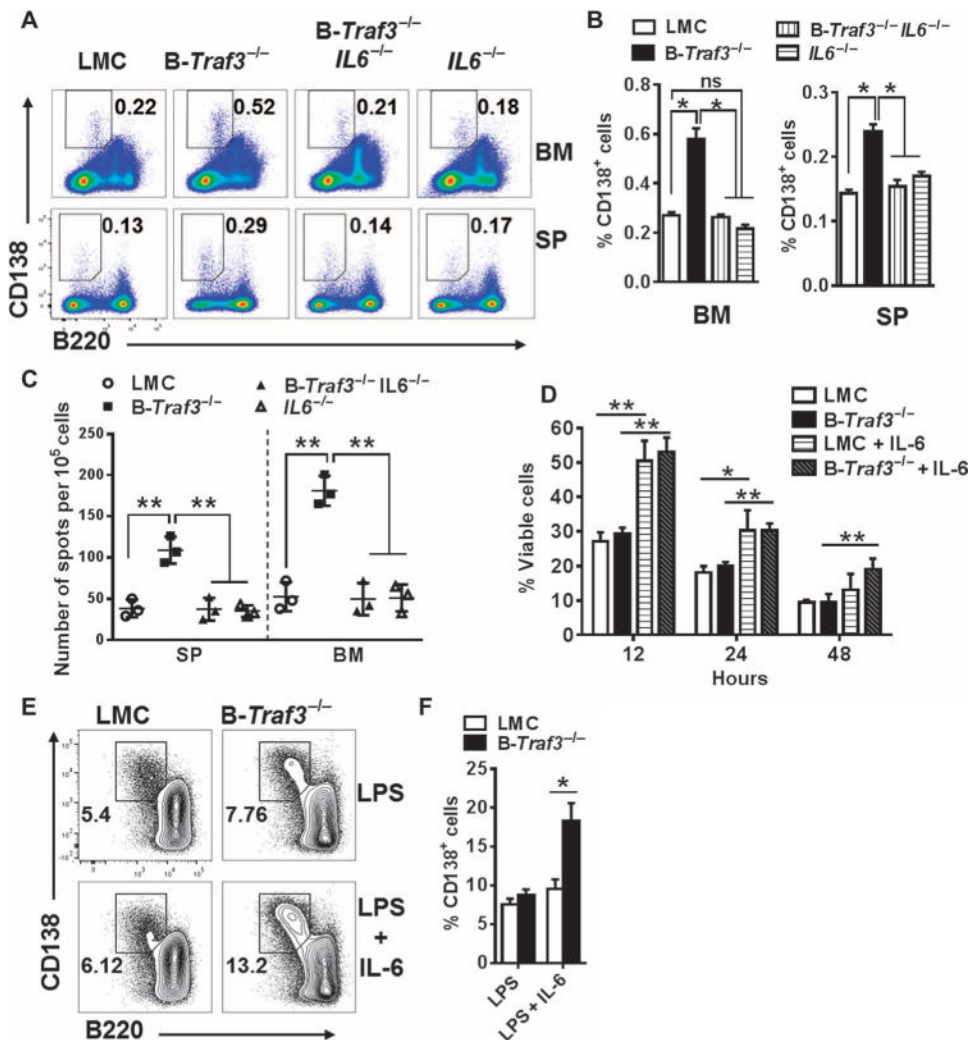 A
LMC
B-Traf3−/−
B-Traf3−/−
IL6−/−
IL6−/−
0.22
0.52
0.21
0.18
BM
0.13
0.29
0.14
0.17
SP
CD138
B220
B
LMC
B-Traf3−/−
B-Traf3−/− IL6−/−
IL6−/−
% CD138+ cells
0.8
0.6
0.4
0.2
0.0
ns
* *
BM
% CD138+ cells
0.3
0.2
0.1
0.0
* *
SP
C
LMC
B-Traf3−/−
B-Traf3−/− IL6−/−
IL6−/−
Number of spots per 10⁵ cells
250
200
150
100
50
0
** **
** **
SP
BM
D
LMC
B-Traf3−/−
LMC + IL-6
B-Traf3−/− + IL-6
% Viable cells
60
50
40
30
20
10
0
**
**
*
**
**
12
24
48
Hours
E
LMC
B-Traf3−/−
5.4
7.76
LPS
6.12
13.2
LPS
+
IL-6
CD138
B220
F
LMC
B-Traf3−/−
% CD138+ cells
25
20
15
10
5
0
*
LPS
LPS + IL-6